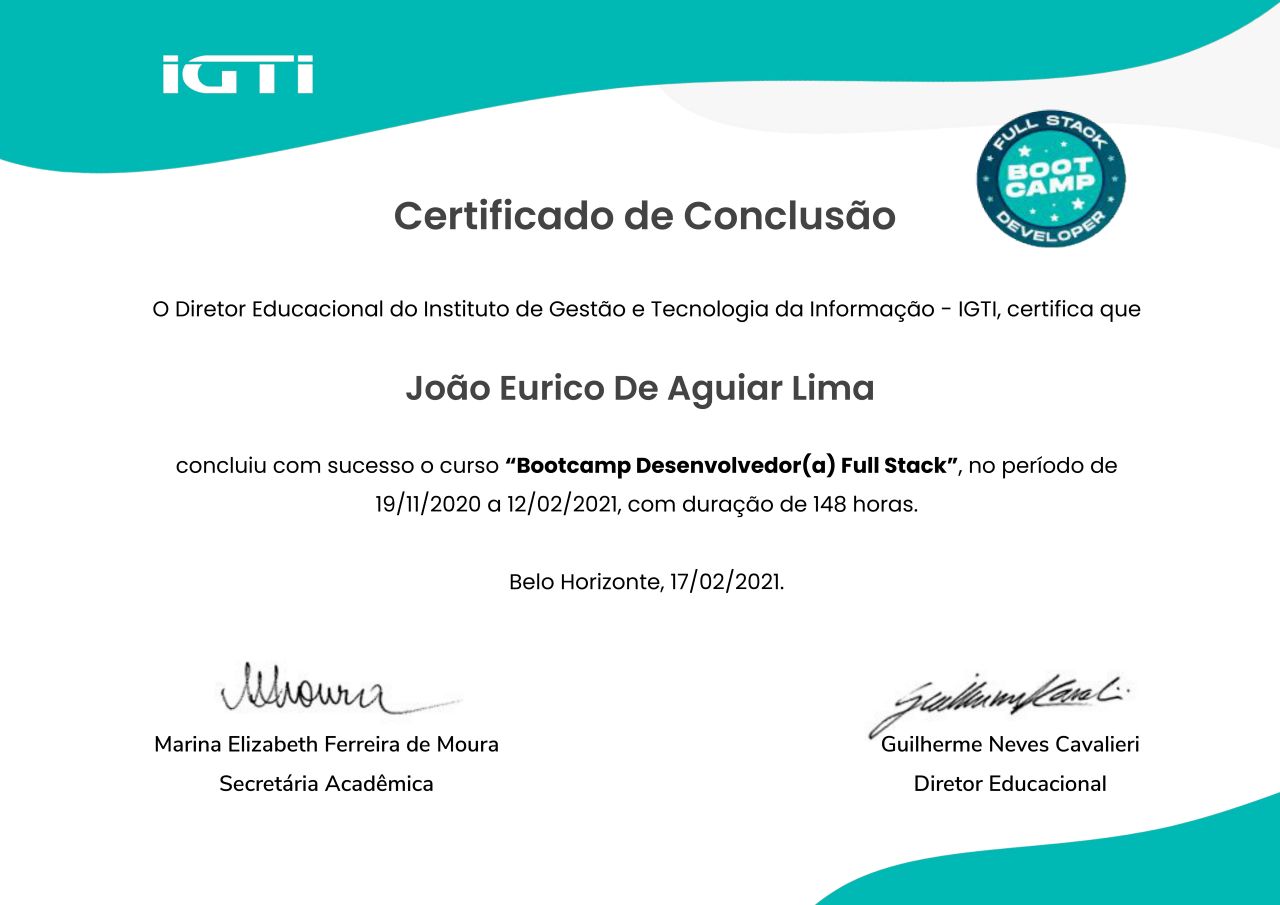 iGTi
FULL STACK
BOOT
CAMP
DEVELOPER
Certificado de Conclusão
O Diretor Educacional do Instituto de Gestão e Tecnologia da Informação - IGTI, certifica que
João Eurico De Aguiar Lima
concluiu com sucesso o curso “Bootcamp Desenvolvedor(a) Full Stack”, no período de
19/11/2020 a 12/02/2021, com duração de 148 horas.
Belo Horizonte, 17/02/2021.
Marina Elizabeth Ferreira de Moura
Secretária Acadêmica
Guilherme Neves Cavalieri
Diretor Educacional